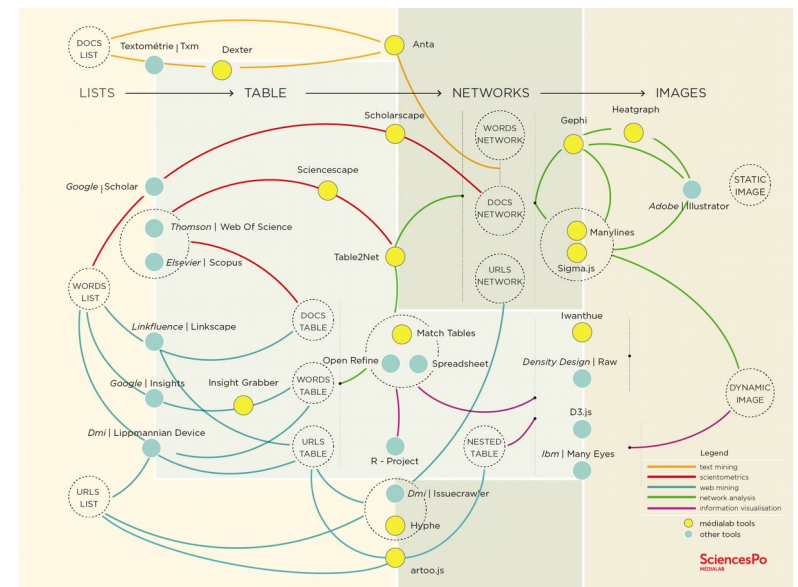 DOCS
LIST
Textométrie | Txm
Dexter
Anta
LISTS
TABLE
NETWORKS
IMAGES
Scholarscape
WORDS
NETWORK
Gephi
Heatgraph
Google | Scholar
Sciencescape
DOCS
NETWORK
STATIC
IMAGE
Adobe | Illustrator
Thomson | Web Of Science
Elsevier | Scopus
Table2Net
Manylines
Sigma.js
URLS
NETWORK
WORDS
LIST
DOCS
TABLE
Linkfluence | Linkscape
Match Tables
Open Refine
Spreadsheet
Iwanthue
Density Design | Raw
Google | Insights
Insight Grabber
WORDS
TABLE
DYNAMIC
IMAGE
D3.js
Dmi | Lippmannian Device
URLS
TABLE
R - Project
NESTED
TABLE
Ibm | Many Eyes
URLS
LIST
Dmi | Issuecrawler
Hyphe
artoo.js
Legend
text mining
scientometrics
web mining
network analysis
information visualisation
médialab tools
other tools
SciencesPo
MÉDIALAB